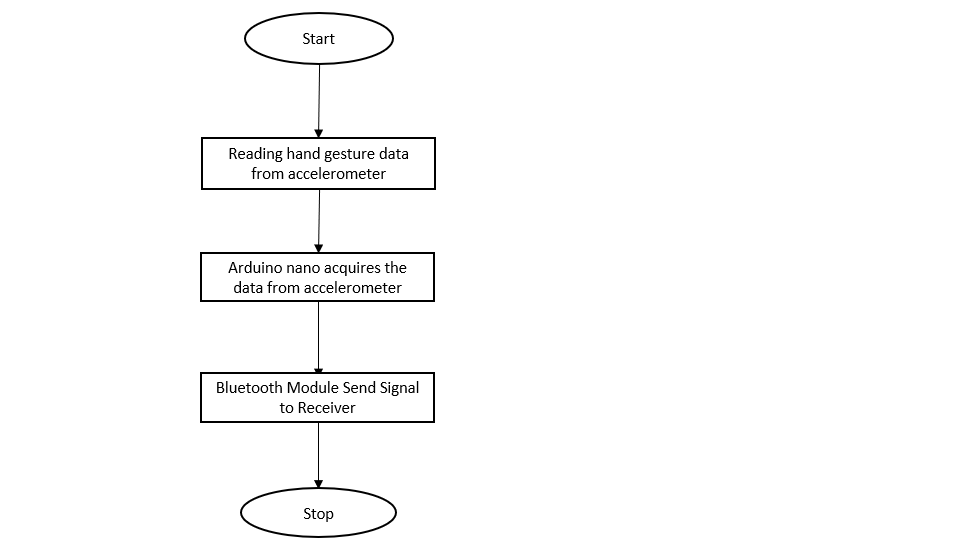 Start
Reading hand gesture data
from accelerometer
Arduino nano acquires the
data from accelerometer
Bluetooth Module Send Signal
to Receiver
Stop